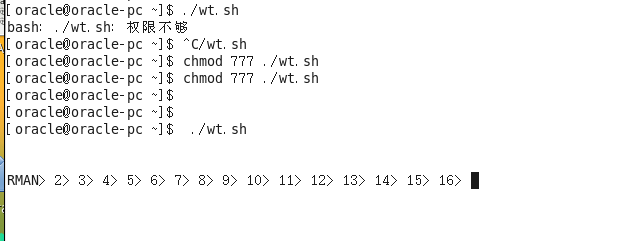 [oracle@oracle-pc ~]$ ./wt.sh
bash: ./wt.sh: 权限不够
[oracle@oracle-pc ~]$ ^C/wt.sh
[oracle@oracle-pc ~]$ chmod 777 ./wt.sh
[oracle@oracle-pc ~]$ chmod 777 ./wt.sh
[oracle@oracle-pc ~]$
[oracle@oracle-pc ~]$
[oracle@oracle-pc ~]$ ./wt.sh
RMAN> 2> 3> 4> 5> 6> 7> 8> 9> 10> 11> 12> 13> 14> 15> 16>